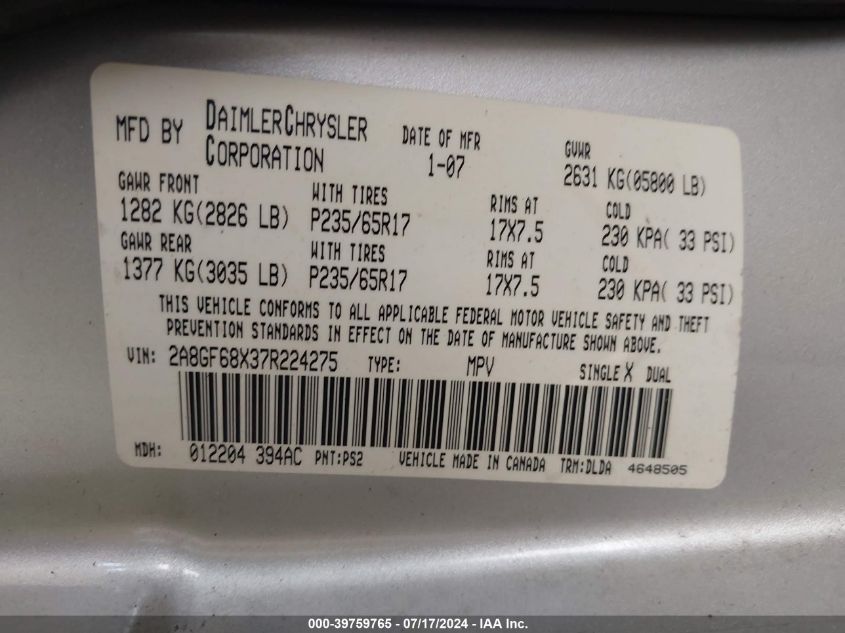 MFD BY DAIMLERCHRYSLER CORPORATION
DATE OF MFR 1-07
GVWR 2631 KG(05800 LB)
GAWR FRONT WITH TIRES RIMS AT COLD
1282 KG(2826 LB) P235/65R17 17X7.5 230 KPA( 33 PSI)
GAWR REAR WITH TIRES RIMS AT COLD
1377 KG(3035 LB) P235/65R17 17X7.5 230 KPA( 33 PSI)
THIS VEHICLE CONFORMS TO ALL APPLICABLE FEDERAL MOTOR VEHICLE SAFETY AND THEFT
PREVENTION STANDARDS IN EFFECT ON THE DATE OF MANUFACTURE SHOWN ABOVE.
VIN: 2A8GF68X37R224275 TYPE: MPV SINGLE X DUAL
MDH: 012204 394AC PNT:PS2 VEHICLE MADE IN CANADA TRM:DLDA 4648505
000-39759765 / 07/17/2024 - IAA Inc.